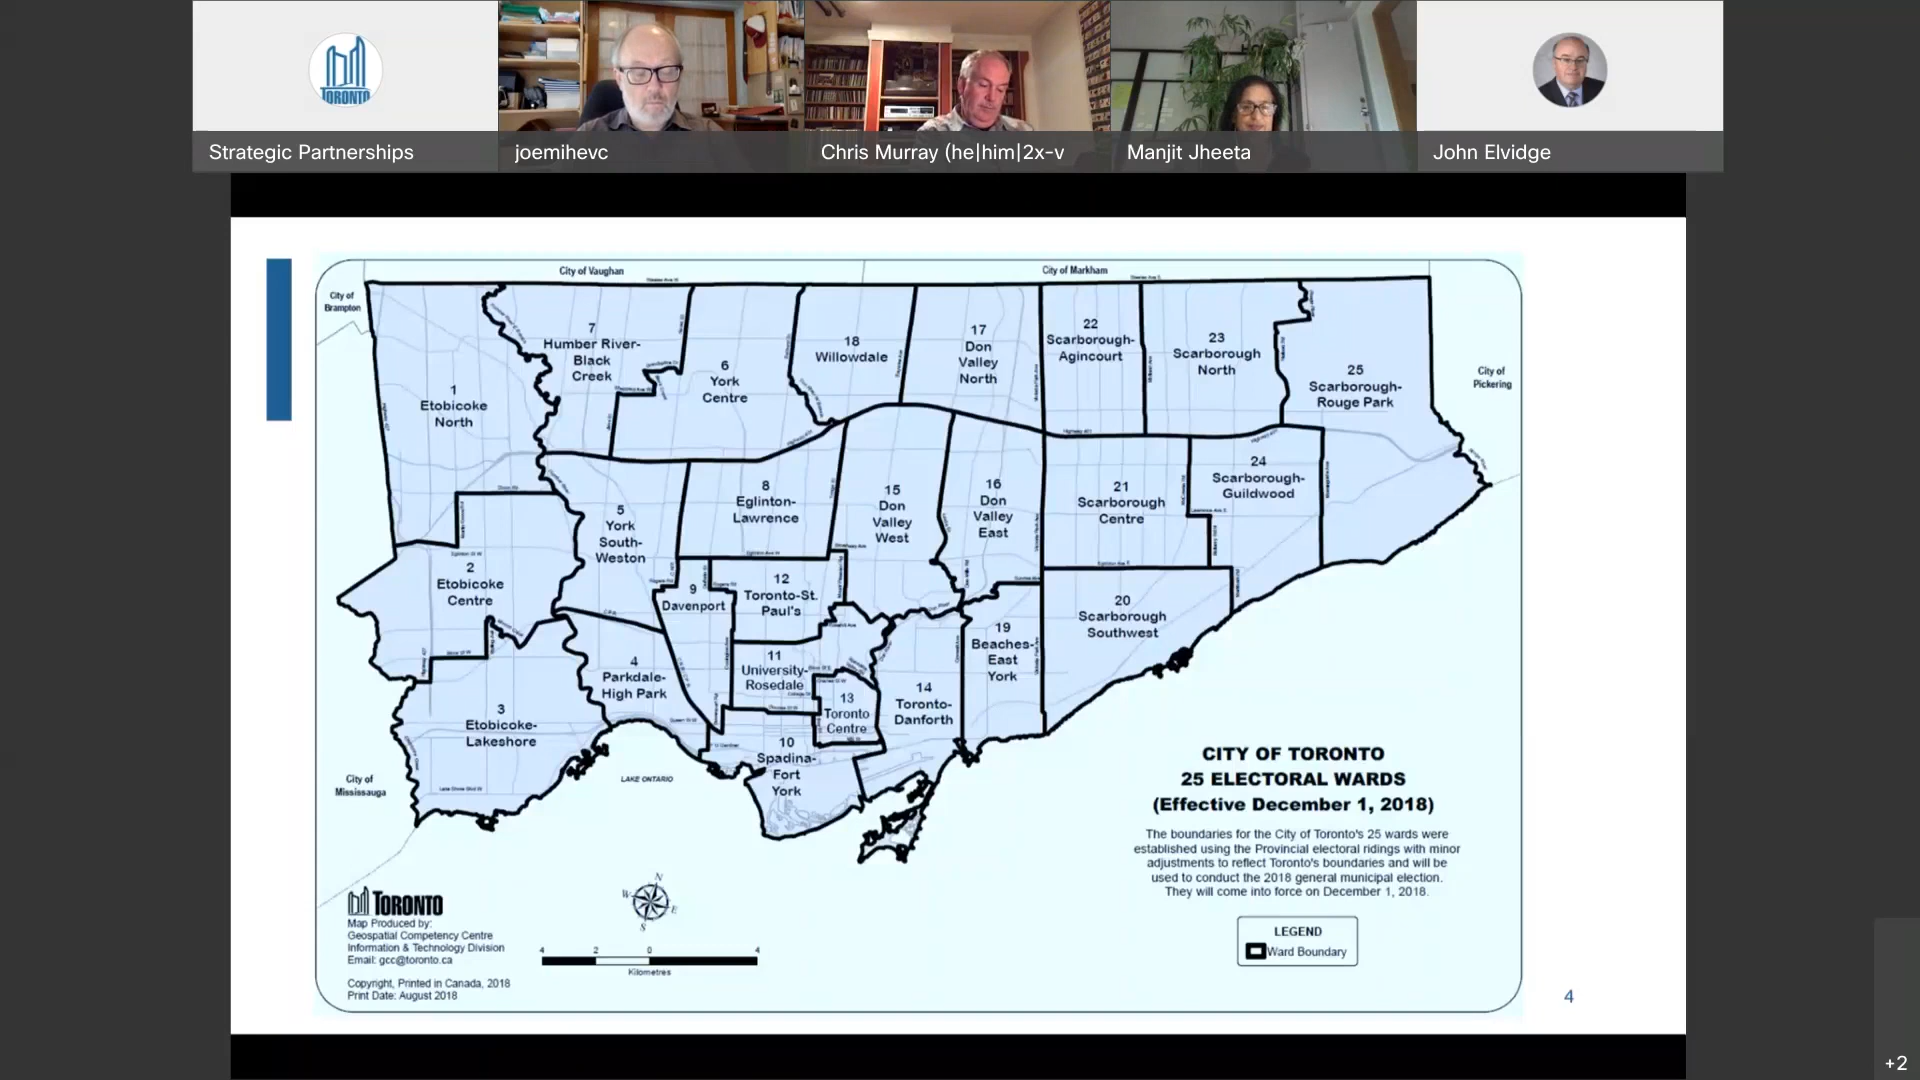 TORONTO
Strategic Partnerships
joemihevc
Chris Murray (he|him|2x-v
Manjit Jheeta
John Elvidge
City of Vaughan
City of Markham
City of
Brampton
City of
Pickering
City of
Mississauga
LAKE ONTARIO
1
Etobicoke
North
7
Humber River-
Black
Creek
6
York
Centre
18
Willowdale
17
Don
Valley
North
22
Scarborough-
Agincourt
23
Scarborough
North
25
Scarborough-
Rouge Park
2
Etobicoke
Centre
5
York
South-
Weston
8
Eglinton-
Lawrence
15
Don
Valley
West
16
Don
Valley
East
21
Scarborough
Centre
24
Scarborough-
Guildwood
9
Davenport
12
Toronto-St.
Paul's
20
Scarborough
Southwest
3
Etobicoke-
Lakeshore
4
Parkdale-
High Park
11
University-
Rosedale
13
Toronto
Centre
14
Toronto-
Danforth
19
Beaches-
East
York
10
Spadina-
Fort
York
CITY OF TORONTO
25 ELECTORAL WARDS
(Effective December 1, 2018)
The boundaries for the City of Toronto's 25 wards were
established using the Provincial electoral ridings with minor
adjustments to reflect Toronto's boundaries and will be
used to conduct the 2018 general municipal election.
They will come into force on December 1, 2018.
LEGEND
Ward Boundary
TORONTO
Map Produced by:
Geospatial Competency Centre
Information & Technology Division
Email: gcc@toronto.ca
Copyright, Printed in Canada, 2018
Print Date: August 2018
N
W E
S
4 2 0 4
Kilometres
4
+2